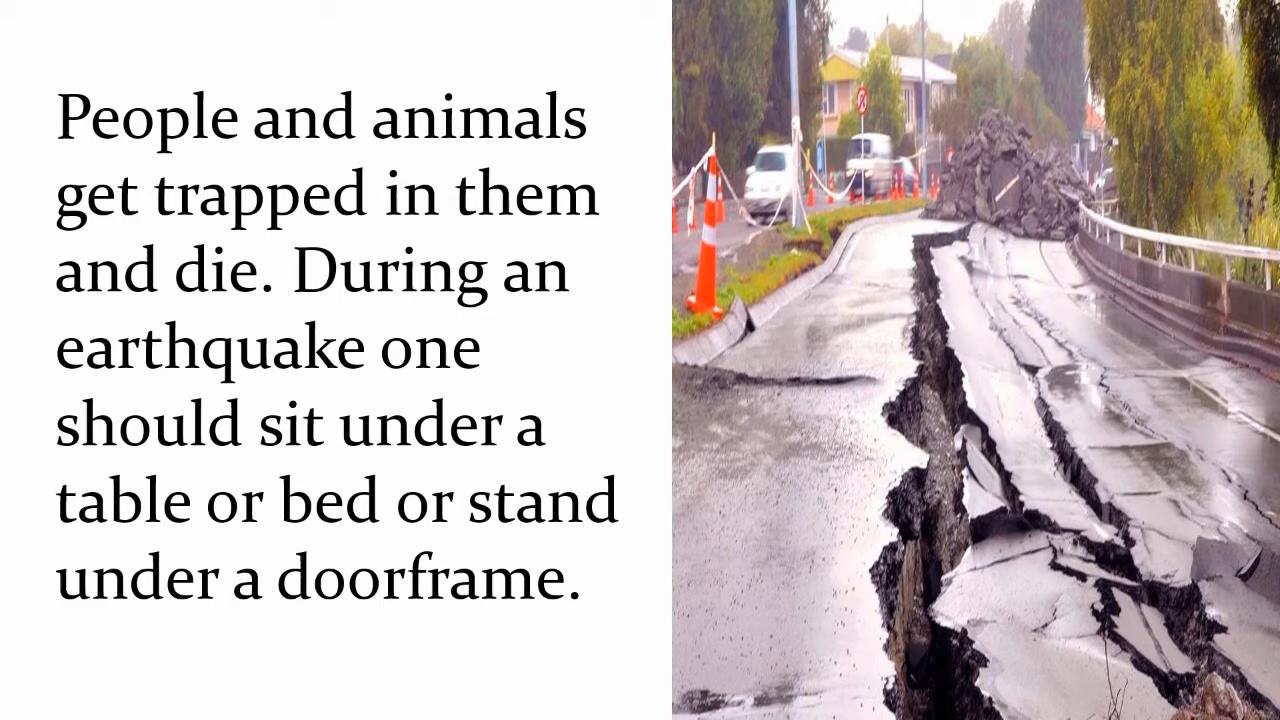 People and animals
get trapped in them
and die. During an
earthquake one
should sit under a
table or bed or stand
under a doorframe.